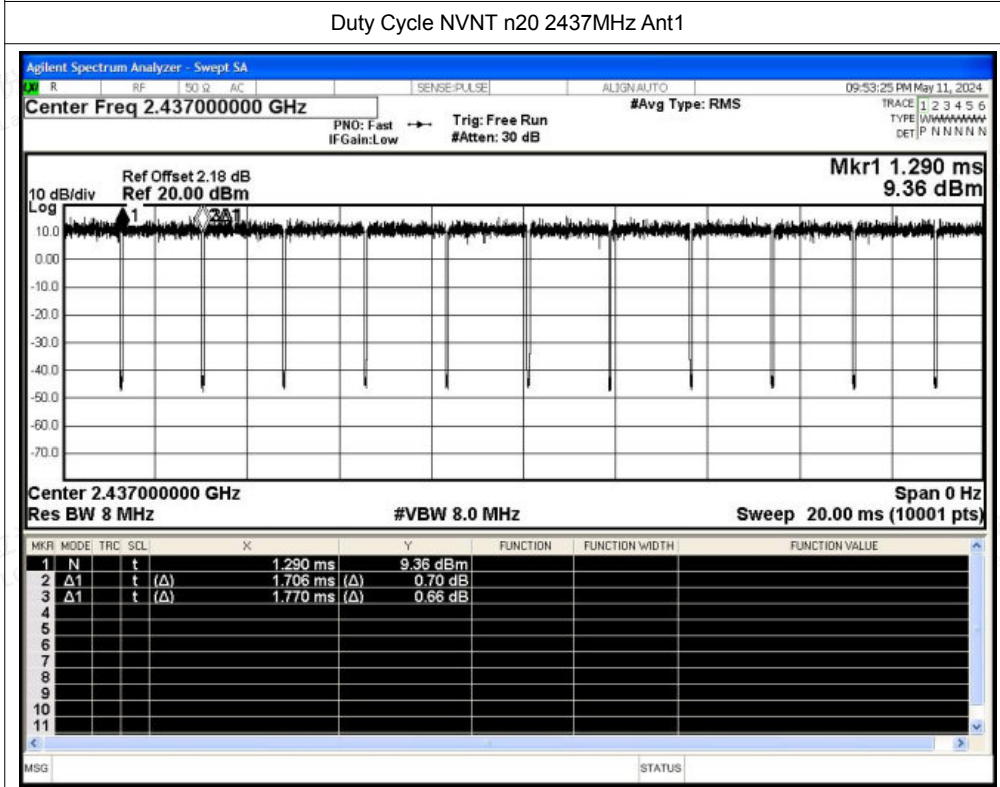 Duty Cycle NVNT n20 2437MHz Ant1
Agilent Spectrum Analyzer - Swept SA
R RF 50 Ω AC SENSE:PULSE ALIGN AUTO 09:53:25 PM May 11, 2024
Center Freq 2.437000000 GHz #Avg Type: RMS TRACE 1 2 3 4 5 6
PNO: Fast Trig: Free Run TYPE
IFGain:Low #Atten: 30 dB DET P N N N N N
Mkr1 1.290 ms
Ref Offset 2.18 dB
10 dB/div Ref 20.00 dBm 9.36 dBm
Log
1 2Δ1
10.0
0.00
-10.0
-20.0
-30.0
-40.0
-50.0
-60.0
-70.0
Center 2.437000000 GHz Span 0 Hz
Res BW 8 MHz #VBW 8.0 MHz Sweep 20.00 ms (10001 pts)
MKR MODE TRC SCL X Y FUNCTION FUNCTION WIDTH FUNCTION VALUE
1 N t 1.290 ms 9.36 dBm
2 Δ1 t (Δ) 1.706 ms (Δ) 0.70 dB
3 Δ1 t (Δ) 1.770 ms (Δ) 0.66 dB
4
5
6
7
8
9
10
11
MSG STATUS